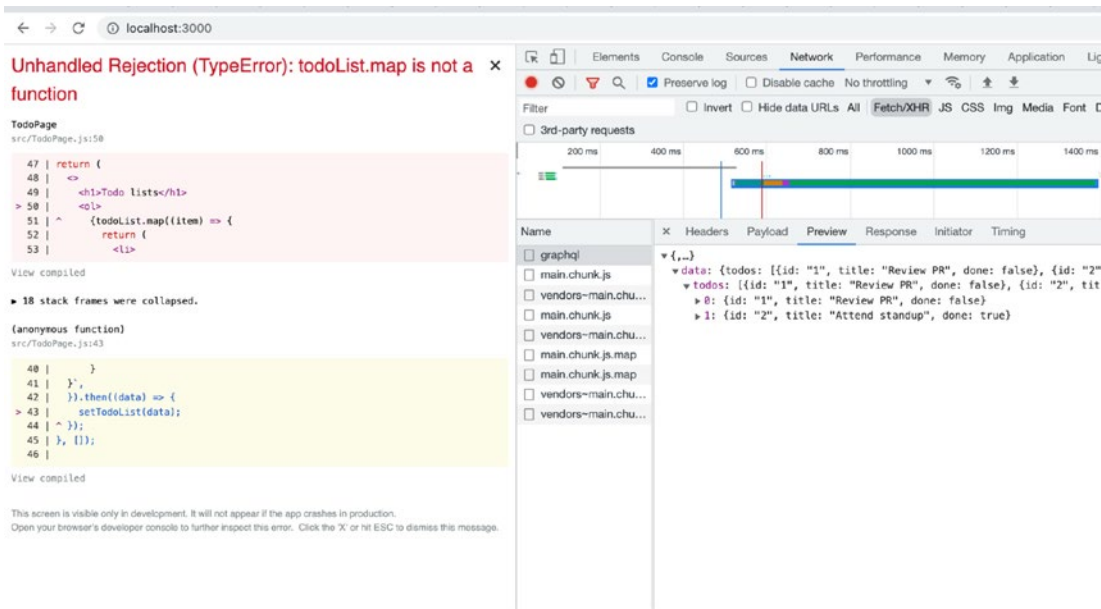 localhost:3000
Unhandled Rejection (TypeError): todoList.map is not a ×
function
TodoPage
src/TodoPage.js:50
47 | return (
48 | <>
49 | <h1>Todo lists</h1>
> 50 | <ol>
51 | ^ {todoList.map((item) => {
52 | return (
53 | <li>
View compiled
▶ 18 stack frames were collapsed.
(anonymous function)
src/TodoPage.js:43
40 | }
41 | }`,
42 | }).then((data) => {
> 43 | setTodoList(data);
44 | ^ });
45 | }, []);
46 |
View compiled
This screen is visible only in development. It will not appear if the app crashes in production.
Open your browser's developer console to further inspect this error. Click the 'X' or hit ESC to dismiss this message.
Elements Console Sources Network Performance Memory Application Lig
Preserve log Disable cache No throttling
Filter Invert Hide data URLs All Fetch/XHR JS CSS Img Media Font D
3rd-party requests
200 ms 400 ms 600 ms 800 ms 1000 ms 1200 ms 1400 ms
Name × Headers Payload Preview Response Initiator Timing
graphql
main.chunk.js
vendors~main.chu...
main.chunk.js
vendors~main.chu...
main.chunk.js.map
main.chunk.js.map
vendors~main.chu...
vendors~main.chu...
▼{,…}
▼data: {todos: [{id: "1", title: "Review PR", done: false}, {id: "2"
▼todos: [{id: "1", title: "Review PR", done: false}, {id: "2", tit
▶0: {id: "1", title: "Review PR", done: false}
▶1: {id: "2", title: "Attend standup", done: true}